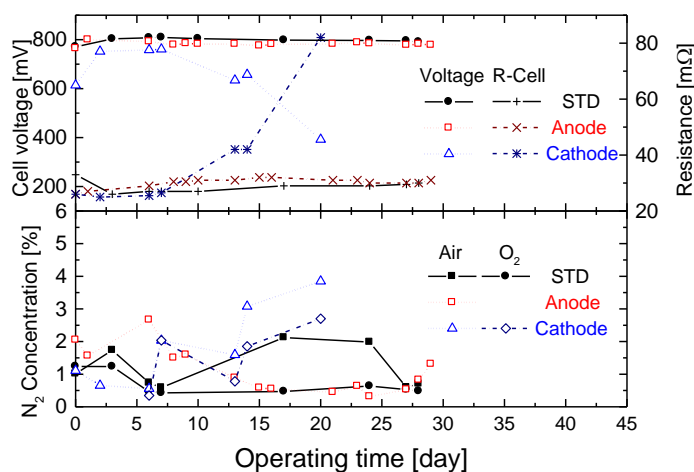 Cell voltage [mV]
800
600
400
200
Voltage R-Cell
STD
Anode
Cathode
100
80
60
40
20
Resistance [mΩ]
N2 Concentration [%]
6
5
4
3
2
1
0
Air O2
STD
Anode
Cathode
0 5 10 15 20 25 30 35 40 45
Operating time [day]